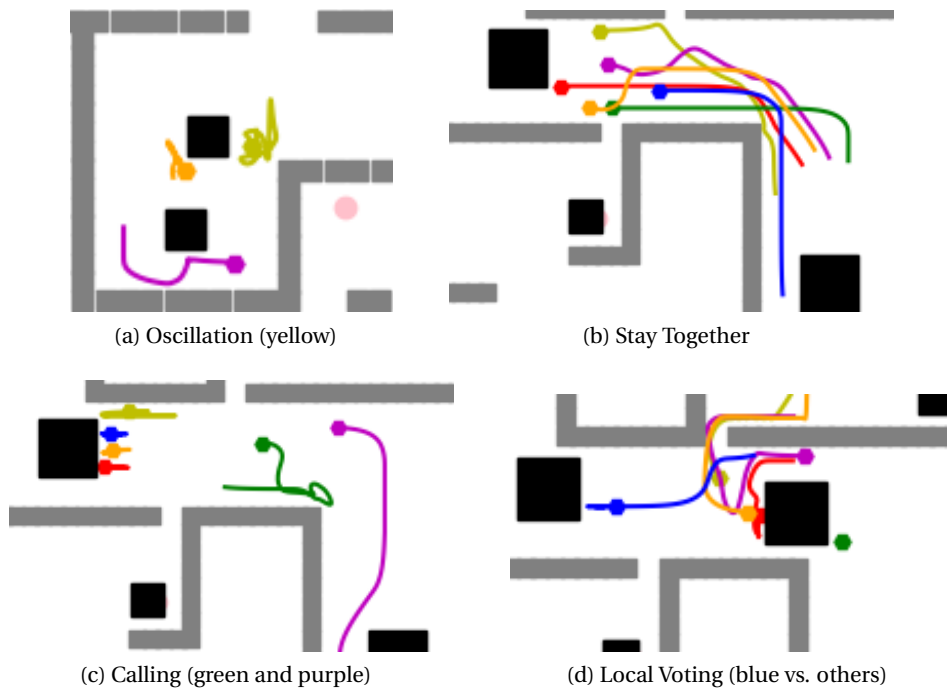 (a) Oscillation (yellow)
(b) Stay Together
(c) Calling (green and purple)
(d) Local Voting (blue vs. others)